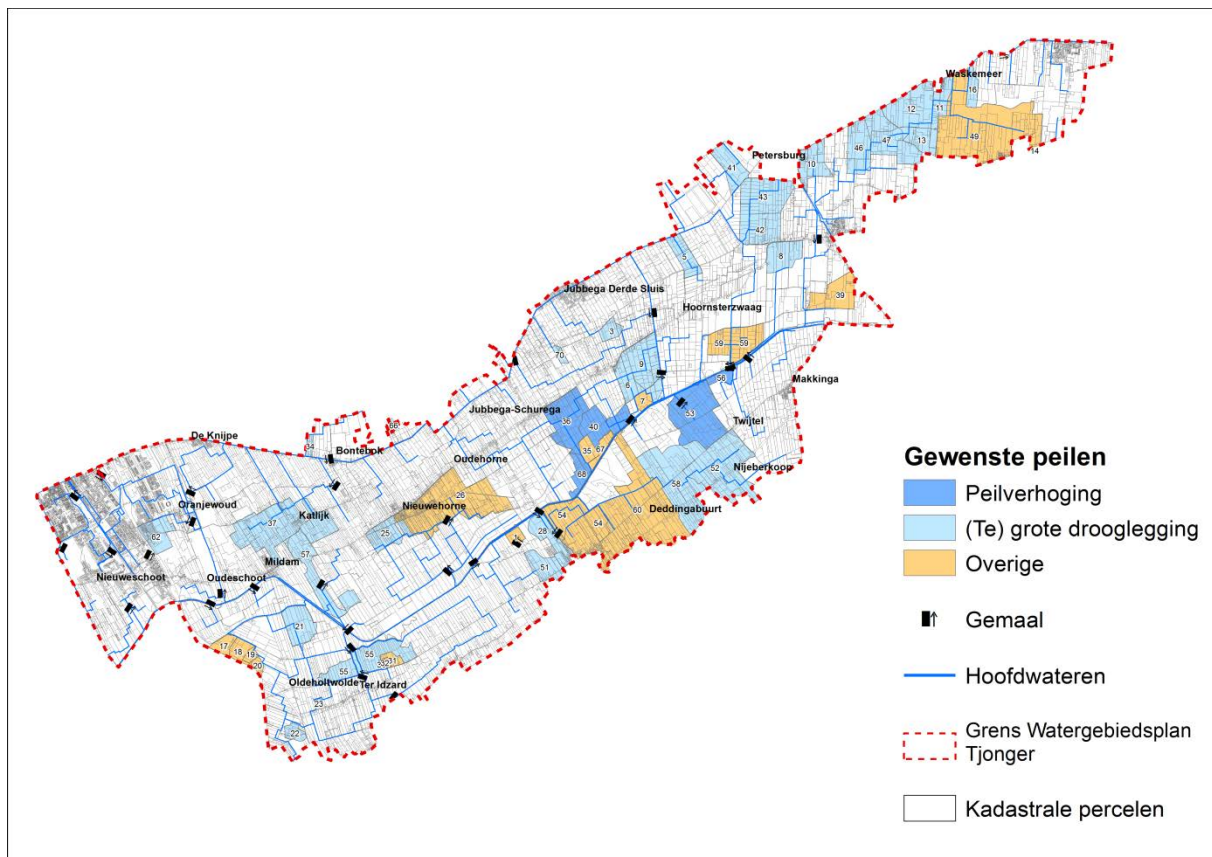 Waskemeer
16
12
11
47
49
46
13
14
Petersburg
10
41
43
42
5
8
Jubbega Derde Sluis
Hoornsterzwaag
39
3
70
59
59
9
6
56
Makkinga
7
Jubbega-Schurega
36
40
53
Twijtel
66
De Knijpe
34
Bontebok
Oudehorne
35
67
52
Nijeberkoop
68
58
26
Oranjewoud
Katlijk
37
Nieuwehorne
60
Deddingabuurt
62
25
54
54
28
57
Mildam
51
Nieuweschoot
Oudeschoot
21
17
18
19
20
55
55
Oldeholtwolde
Ter Idzard
23
22
Gewenste peilen
Peilverhoging
(Te) grote drooglegging
Overige
Gemaal
Hoofdwateren
Grens Watergebiedsplan
Tjonger
Kadastrale percelen